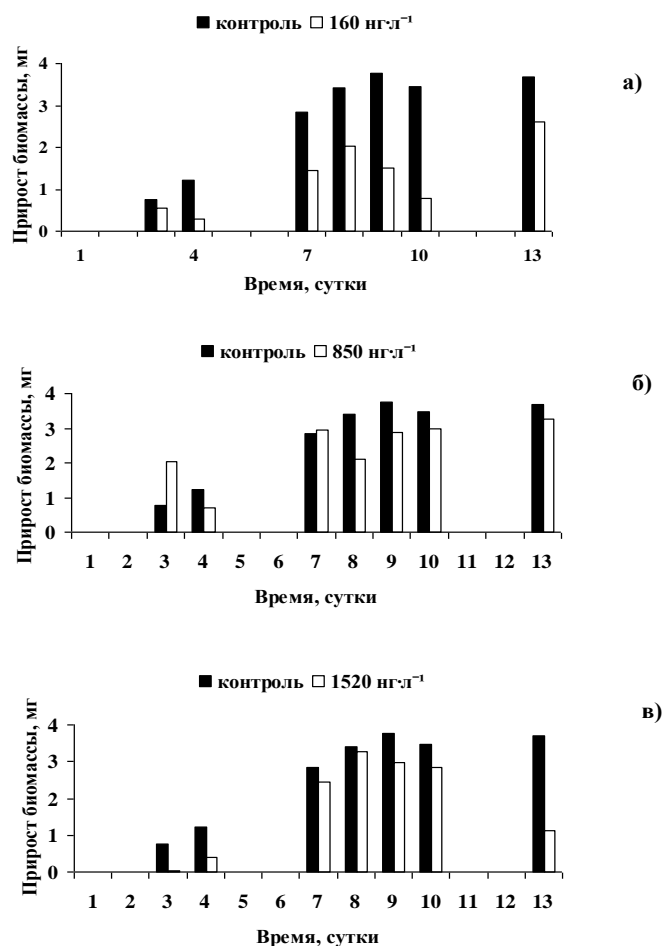 ■ контроль □ 160 нг·л⁻¹
а)
Прирост биомассы, мг
4
3
2
1
0
1 4 7 10 13
Время, сутки
■ контроль □ 850 нг·л⁻¹
б)
Прирост биомассы, мг
4
3
2
1
0
1 2 3 4 5 6 7 8 9 10 11 12 13
Время, сутки
■ контроль □ 1520 нг·л⁻¹
в)
Прирост биомассы, мг
4
3
2
1
0
1 2 3 4 5 6 7 8 9 10 11 12 13
Время, сутки